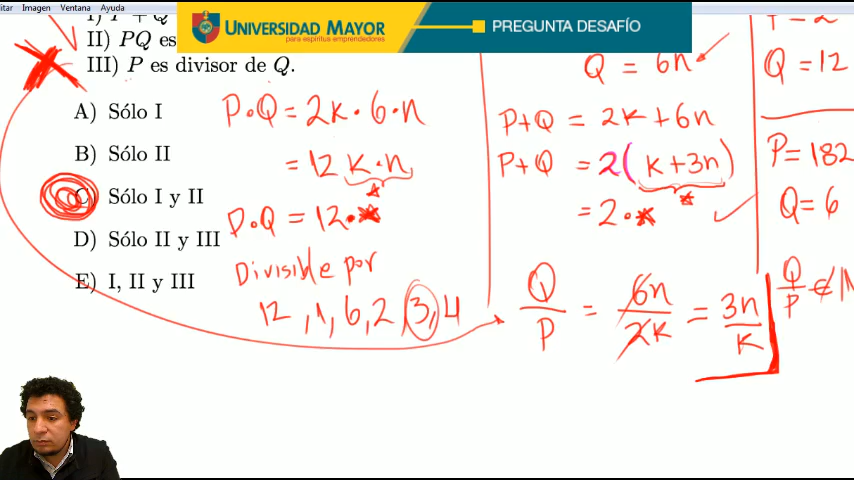 itar Imagen Ventana Ayuda
UNIVERSIDAD MAYOR
para espíritus emprendedores
PREGUNTA DESAFÍO
I) P + Q
II) PQ es
III) P es divisor de Q.
A) Sólo I
B) Sólo II
C) Sólo I y II
D) Sólo II y III
E) I, II y III
P•Q = 2k • 6 • n
= 12 k • n
P•Q = 12 •
Divisible por
12, 1, 6, 2, 3, 4
Q = 6n
P+Q = 2k + 6n
P+Q = 2(k + 3n)
= 2 •
Q/P = 6n/2k = 3n/k
P = 2
Q = 12
P = 182
Q = 6
Q/P ∉ N